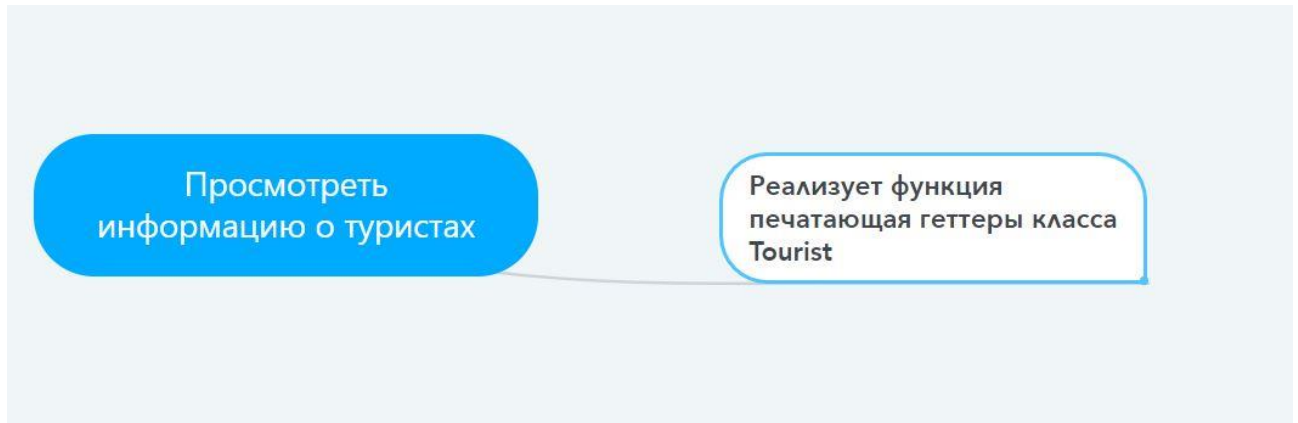 Просмотреть
информацию о туристах
Реализует функция
печатающая геттеры класса
Tourist